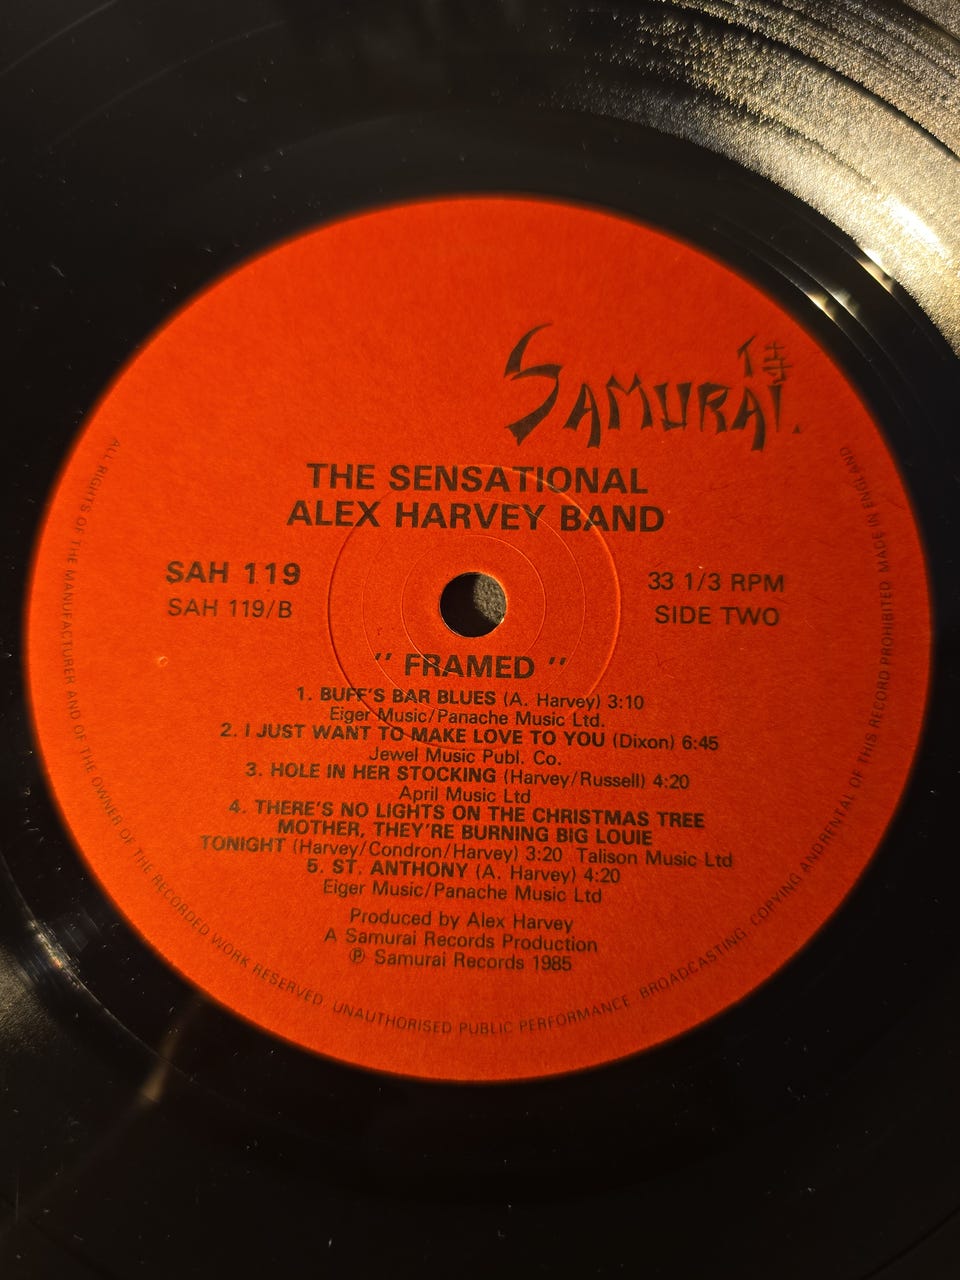 SAMURAI.
THE SENSATIONAL
ALEX HARVEY BAND
SAH 119
SAH 119/B
33 1/3 RPM
SIDE TWO
" FRAMED "
1. BUFF'S BAR BLUES (A. Harvey) 3:10
Eiger Music/Panache Music Ltd.
2. I JUST WANT TO MAKE LOVE TO YOU (Dixon) 6:45
Jewel Music Publ. Co.
3. HOLE IN HER STOCKING (Harvey/Russell) 4:20
April Music Ltd
4. THERE'S NO LIGHTS ON THE CHRISTMAS TREE
MOTHER, THEY'RE BURNING BIG LOUIE
TONIGHT (Harvey/Condron/Harvey) 3:20 Talison Music Ltd
5. ST. ANTHONY (A. Harvey) 4:20
Eiger Music/Panache Music Ltd
Produced by Alex Harvey
A Samurai Records Production
℗ Samurai Records 1985
ALL RIGHTS OF THE MANUFACTURER AND OF THE OWNER OF THE RECORDED WORK RESERVED. UNAUTHORISED PUBLIC PERFORMANCE. BROADCASTING. COPYING ANDRENTAL OF THIS RECORD PROHIBITED MADE IN ENGLAND